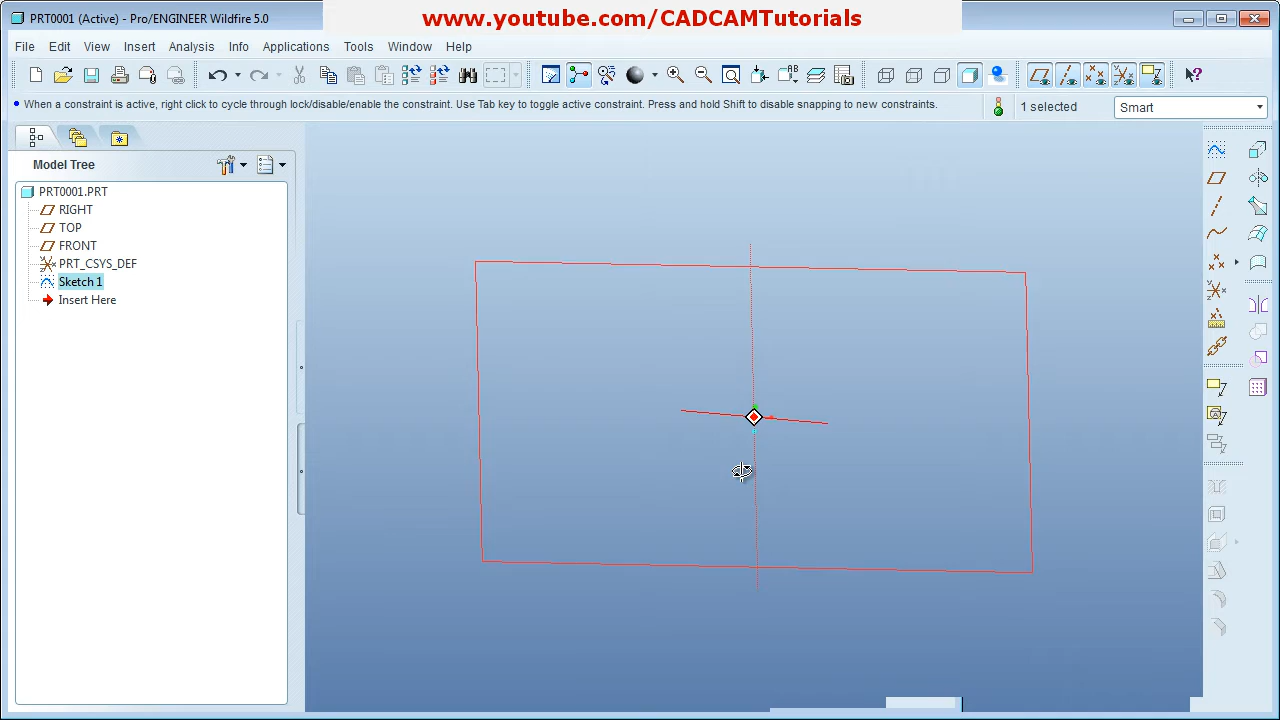 www.youtube.com/CADCAMTutorials
PRT0001 (Active) - Pro/ENGINEER Wildfire 5.0
File Edit View Insert Analysis Info Applications Tools Window Help
When a constraint is active, right click to cycle through lock/disable/enable the constraint. Use Tab key to toggle active constraint. Press and hold Shift to disable snapping to new constraints.
1 selected
Smart
Model Tree
PRT0001.PRT
RIGHT
TOP
FRONT
PRT_CSYS_DEF
Sketch 1
Insert Here